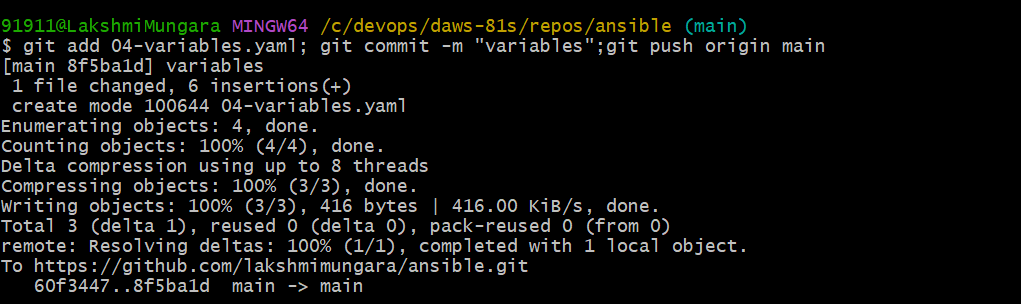 91911@LakshmiMungara MINGW64 /c/devops/daws-81s/repos/ansible (main)
$ git add 04-variables.yaml; git commit -m "variables";git push origin main
[main 8f5ba1d] variables
 1 file changed, 6 insertions(+)
 create mode 100644 04-variables.yaml
Enumerating objects: 4, done.
Counting objects: 100% (4/4), done.
Delta compression using up to 8 threads
Compressing objects: 100% (3/3), done.
Writing objects: 100% (3/3), 416 bytes | 416.00 KiB/s, done.
Total 3 (delta 1), reused 0 (delta 0), pack-reused 0 (from 0)
remote: Resolving deltas: 100% (1/1), completed with 1 local object.
To https://github.com/lakshmimungara/ansible.git
   60f3447..8f5ba1d  main -> main